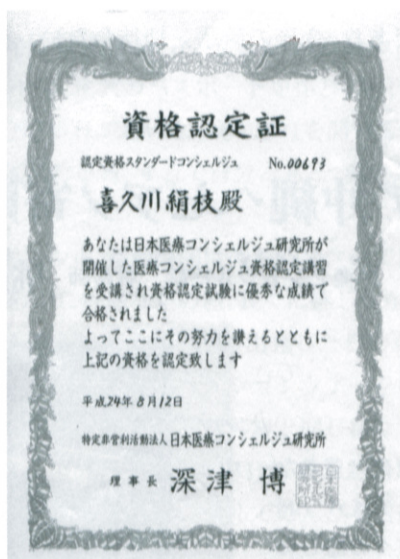 資格認定証
認定資格スタンダードコンシェルジュ No.00693
喜久川絹枝殿
あなたは日本医療コンシェルジュ研究所が
開催した医療コンシェルジュ資格認定講習
を受講され資格認定試験に優秀な成績で
合格されました
よってここにその努力を讃えるとともに
上記の資格を認定致します
平成24年8月12日
特定非営利活動法人日本医療コンシェルジュ研究所
理事長 深津 博